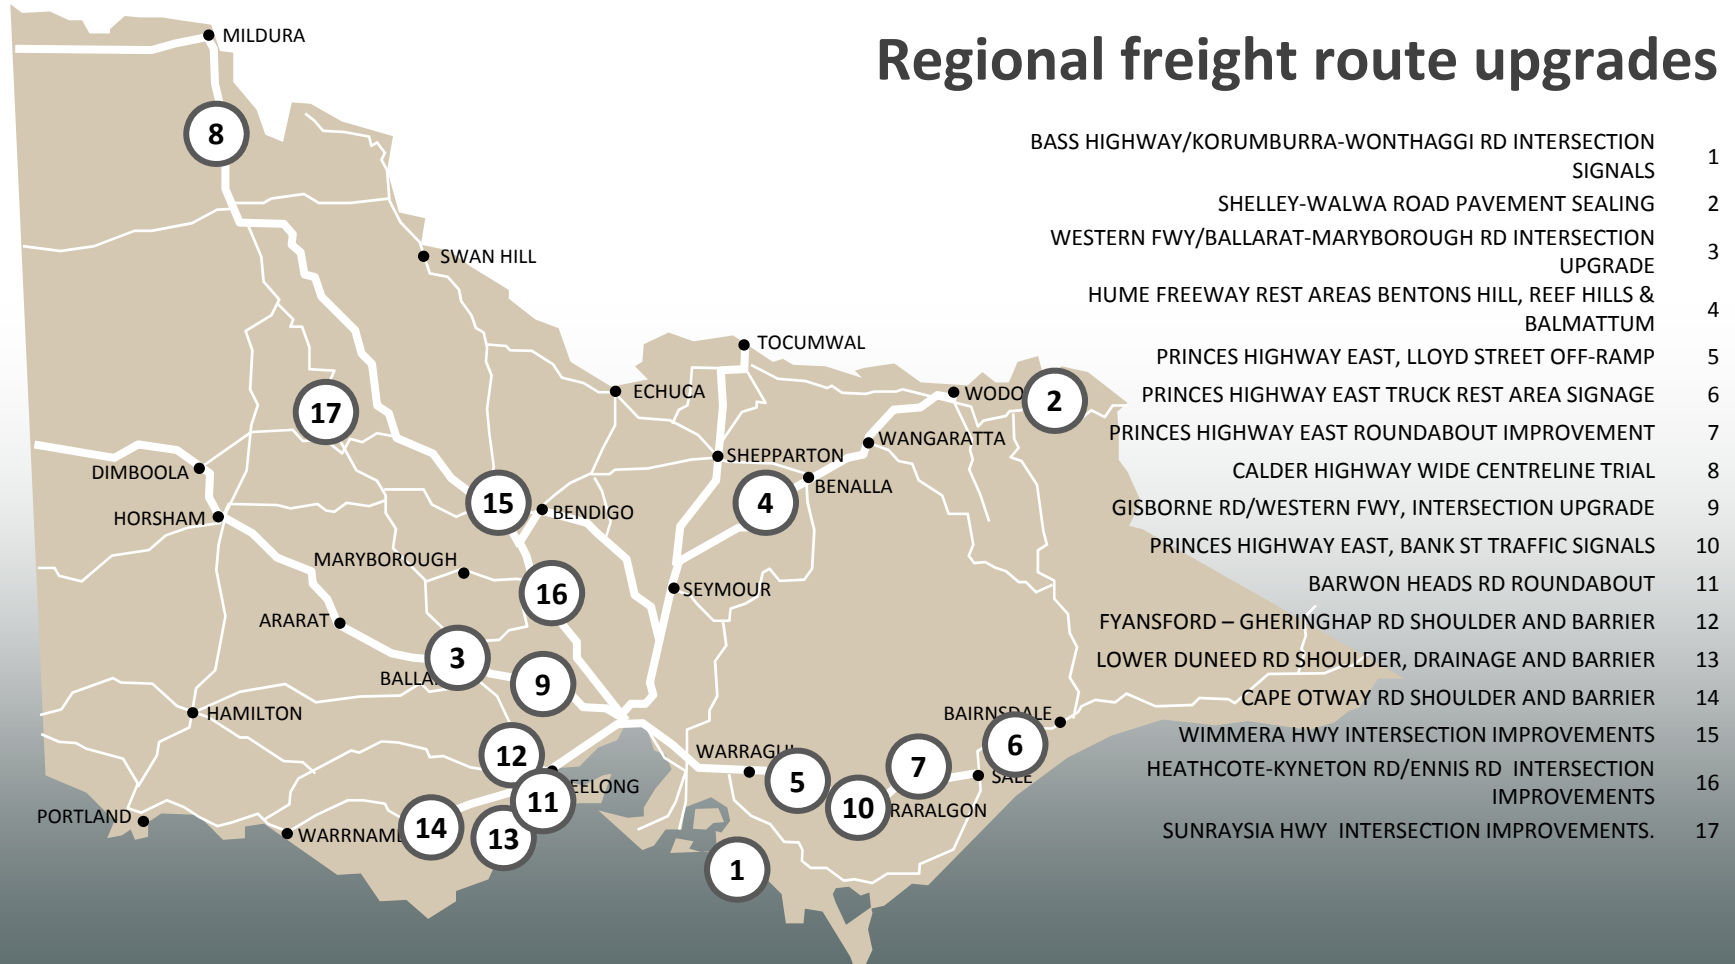 Regional freight route upgrades
BASS HIGHWAY/KORUMBURRA-WONTHAGGI RD INTERSECTION
SIGNALS 1
SHELLEY-WALWA ROAD PAVEMENT SEALING 2
WESTERN FWY/BALLARAT-MARYBOROUGH RD INTERSECTION
UPGRADE 3
HUME FREEWAY REST AREAS BENTONS HILL, REEF HILLS &
BALMATTUM 4
PRINCES HIGHWAY EAST, LLOYD STREET OFF-RAMP 5
PRINCES HIGHWAY EAST TRUCK REST AREA SIGNAGE 6
PRINCES HIGHWAY EAST ROUNDABOUT IMPROVEMENT 7
CALDER HIGHWAY WIDE CENTRELINE TRIAL 8
GISBORNE RD/WESTERN FWY, INTERSECTION UPGRADE 9
PRINCES HIGHWAY EAST, BANK ST TRAFFIC SIGNALS 10
BARWON HEADS RD ROUNDABOUT 11
FYANSFORD – GHERINGHAP RD SHOULDER AND BARRIER 12
LOWER DUNEED RD SHOULDER, DRAINAGE AND BARRIER 13
CAPE OTWAY RD SHOULDER AND BARRIER 14
WIMMERA HWY INTERSECTION IMPROVEMENTS 15
HEATHCOTE-KYNETON RD/ENNIS RD INTERSECTION
IMPROVEMENTS 16
SUNRAYSIA HWY INTERSECTION IMPROVEMENTS. 17
MILDURA
8
SWAN HILL
TOCUMWAL
ECHUCA
WODO
2
17
WANGARATTA
SHEPPARTON
DIMBOOLA
BENALLA
15
4
BENDIGO
HORSHAM
MARYBOROUGH
SEYMOUR
16
ARARAT
3
BALLA
9
HAMILTON
BAIRNSDALE
6
12
WARRAGU
7
5
SALE
EELONG
11
10
RARALGON
PORTLAND
WARRNAM
14
13
1